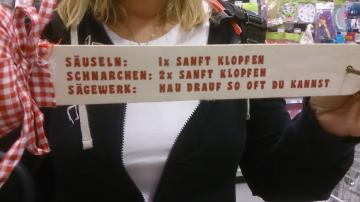 SÄUSELN: 1x SANFT KLOPFEN
SCHNARCHEN: 2x SANFT KLOPFEN
SÄGEWERK: HAU DRAUF SO OFT DU KANNST